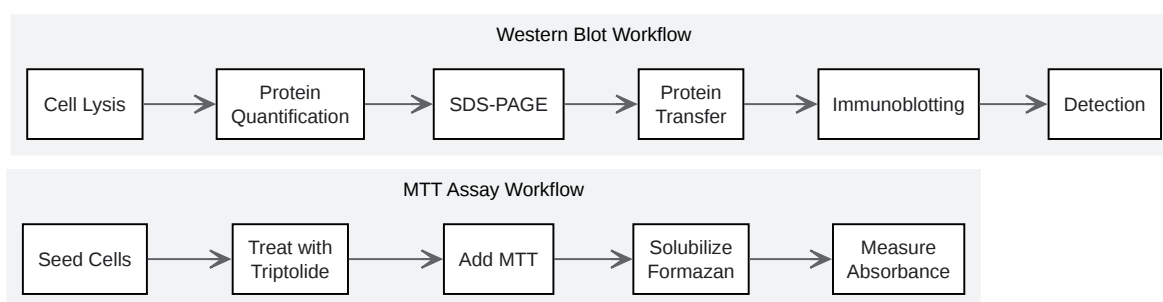 Western Blot Workflow
Cell Lysis
Protein
Quantification
SDS-PAGE
Protein
Transfer
Immunoblotting
Detection
MTT Assay Workflow
Seed Cells
Treat with
Triptolide
Add MTT
Solubilize
Formazan
Measure
Absorbance